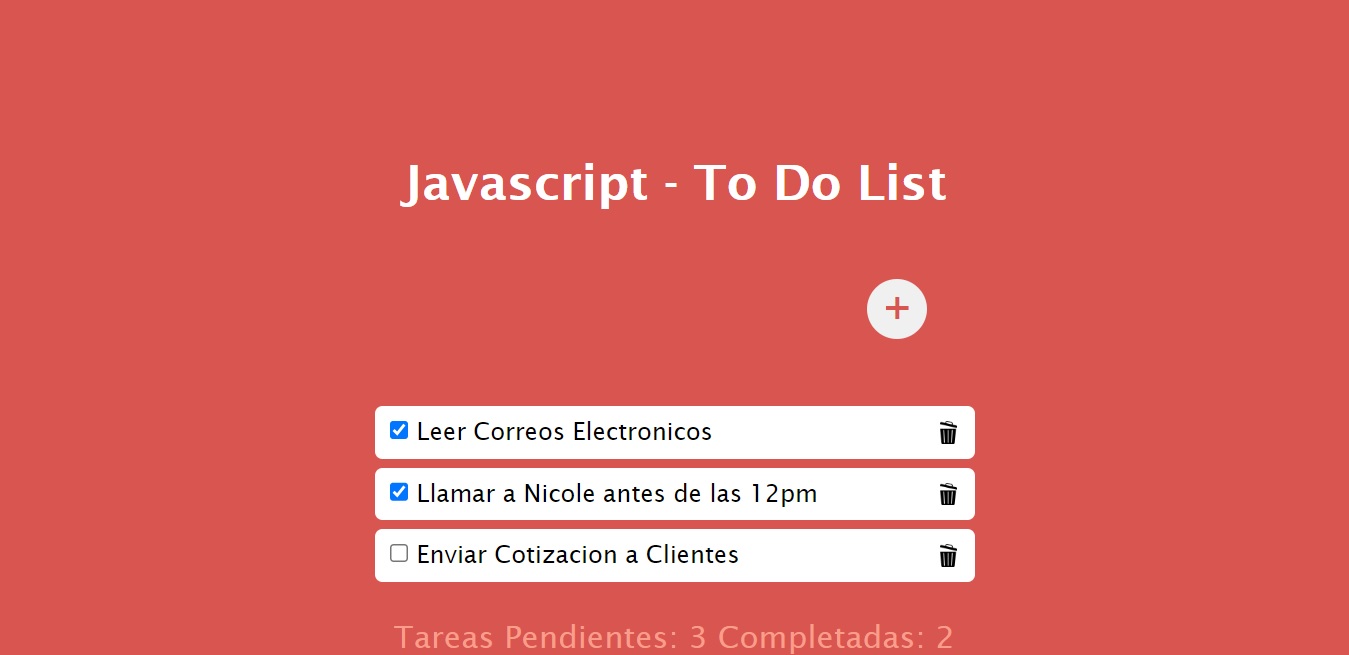 Javascript - To Do List
+
Leer Correos Electronicos
Llamar a Nicole antes de las 12pm
Enviar Cotizacion a Clientes
Tareas Pendientes: 3 Completadas: 2